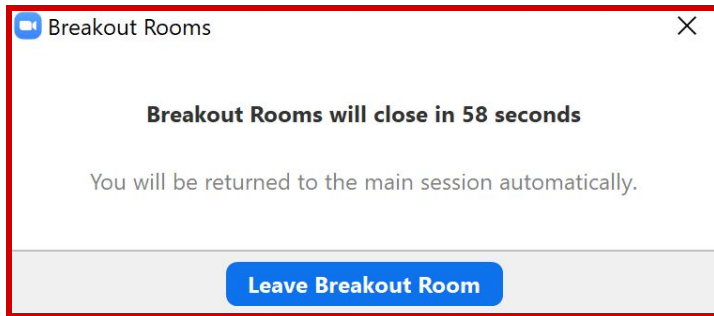 Breakout Rooms
Breakout Rooms will close in 58 seconds
You will be returned to the main session automatically.
Leave Breakout Room